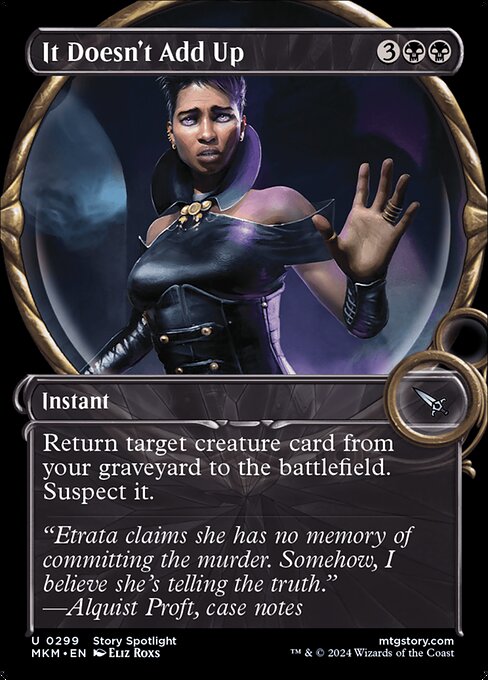 It Doesn't Add Up 3
Instant
Return target creature card from
your graveyard to the battlefield.
Suspect it.
“Etrata claims she has no memory of
committing the murder. Somehow, I
believe she's telling the truth.”
—Alquist Proft, case notes
U 0299 Story Spotlight mtgstory.com
MKM • EN Eliz Roxs ™ & © 2024 Wizards of the Coast